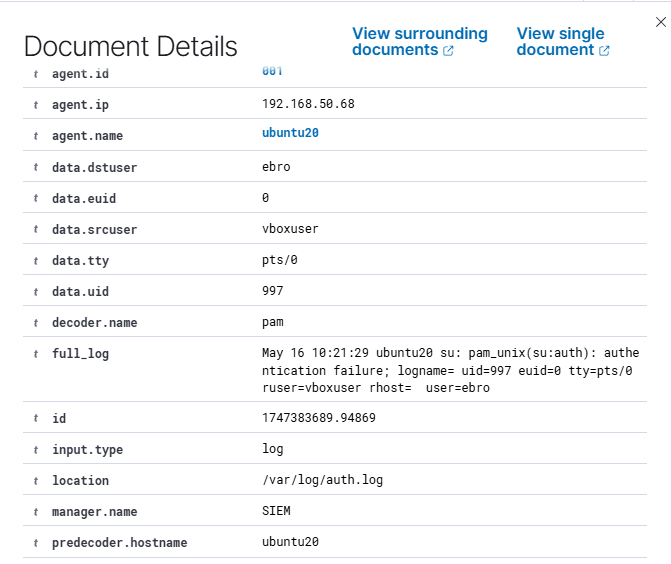 Document Details
View surrounding
documents
View single
document
t agent.id 001
t agent.ip 192.168.50.68
t agent.name ubuntu20
t data.dstuser ebro
t data.euid 0
t data.srcuser vboxuser
t data.tty pts/0
t data.uid 997
t decoder.name pam
t full_log May 16 10:21:29 ubuntu20 su: pam_unix(su:auth): authe
ntication failure; logname= uid=997 euid=0 tty=pts/0
ruser=vboxuser rhost=  user=ebro
t id 1747383689.94869
t input.type log
t location /var/log/auth.log
t manager.name SIEM
t predecoder.hostname ubuntu20